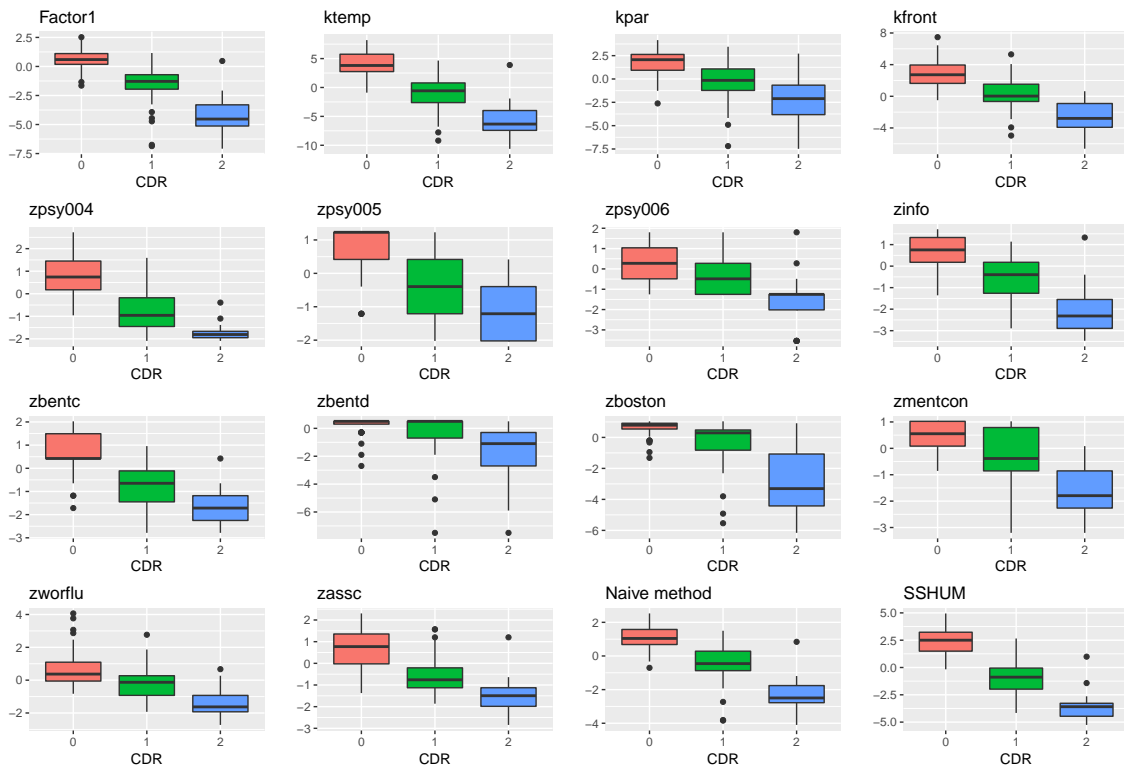 Factor1 ktemp kpar kfront
2.5 0.0 −2.5 −5.0 −7.5
0 1 2
CDR
5 0 −5 −10
0 1 2
CDR
2.5 0.0 −2.5 −5.0 −7.5
0 1 2
CDR
8 4 0 −4
0 1 2
CDR
zpsy004 zpsy005 zpsy006 zinfo
2 1 0 −1 −2
0 1 2
CDR
1 0 −1 −2
0 1 2
CDR
2 1 0 −1 −2 −3
0 1 2
CDR
1 0 −1 −2 −3
0 1 2
CDR
zbentc zbentd zboston zmentcon
2 1 0 −1 −2 −3
0 1 2
CDR
0 −2 −4 −6
0 1 2
CDR
0 −2 −4 −6
0 1 2
CDR
1 0 −1 −2 −3
0 1 2
CDR
zworflu zassc Naive method SSHUM
4 2 0 −2
0 1 2
CDR
2 1 0 −1 −2 −3
0 1 2
CDR
2 0 −2 −4
0 1 2
CDR
5.0 2.5 0.0 −2.5 −5.0
0 1 2
CDR